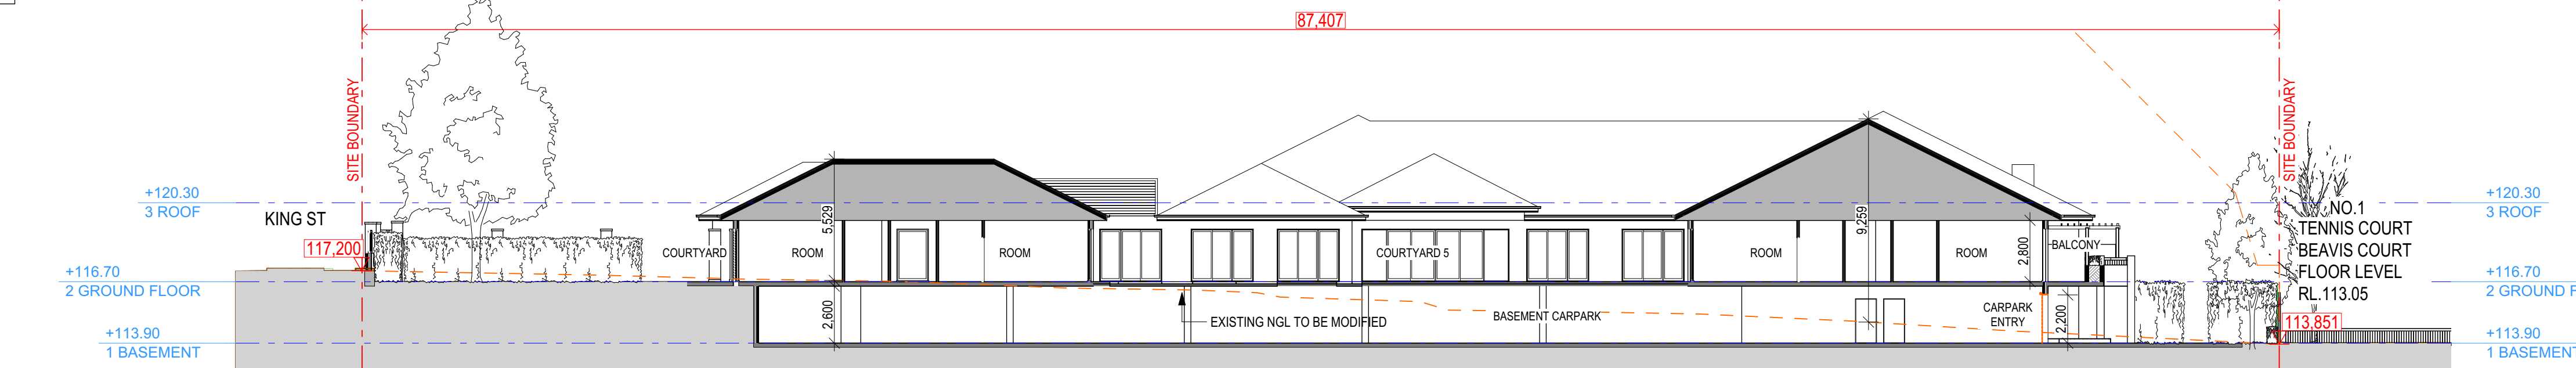 87,407
SITE BOUNDARY
SITE BOUNDARY
+120.30
3 ROOF
KING ST
117,200
+116.70
2 GROUND FLOOR
+113.90
1 BASEMENT
COURTYARD
ROOM
5,529
ROOM
2,600
COURTYARD 5
EXISTING NGL TO BE MODIFIED
BASEMENT CARPARK
9,259
ROOM
ROOM
2,800
BALCONY
CARPARK
ENTRY
2,200
NO.1
TENNIS COURT
BEAVIS COURT
FLOOR LEVEL
RL.113.05
113,851
+120.30
3 ROOF
+116.70
2 GROUND F
+113.90
1 BASEMENT